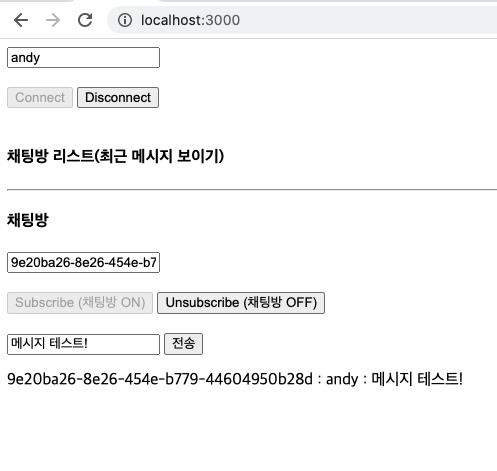 localhost:3000
andy
Connect Disconnect
채팅방 리스트(최근 메시지 보이기)
채팅방
9e20ba26-8e26-454e-b7
Subscribe (채팅방 ON) Unsubscribe (채팅방 OFF)
메시지 테스트! 전송
9e20ba26-8e26-454e-b779-44604950b28d : andy : 메시지 테스트!